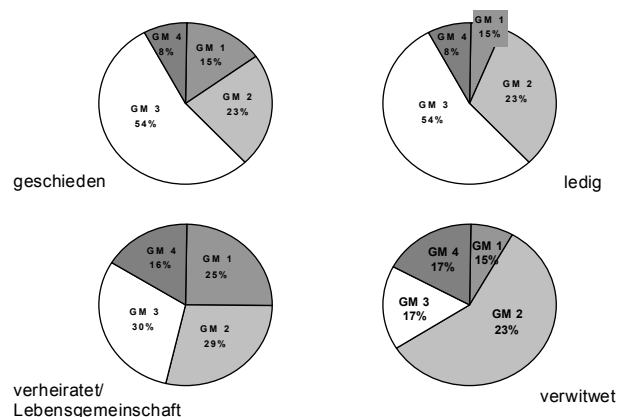 GM 4
8%
GM 1
15%
GM 2
23%
GM 3
54%
geschieden
GM 4
8%
GM 1
15%
GM 2
23%
GM 3
54%
ledig
GM 4
16%
GM 1
25%
GM 3
30%
GM 2
29%
verheiratet/
Lebensgemeinschaft
GM 4
17%
GM 1
15%
GM 3
17%
GM 2
23%
verwitwet